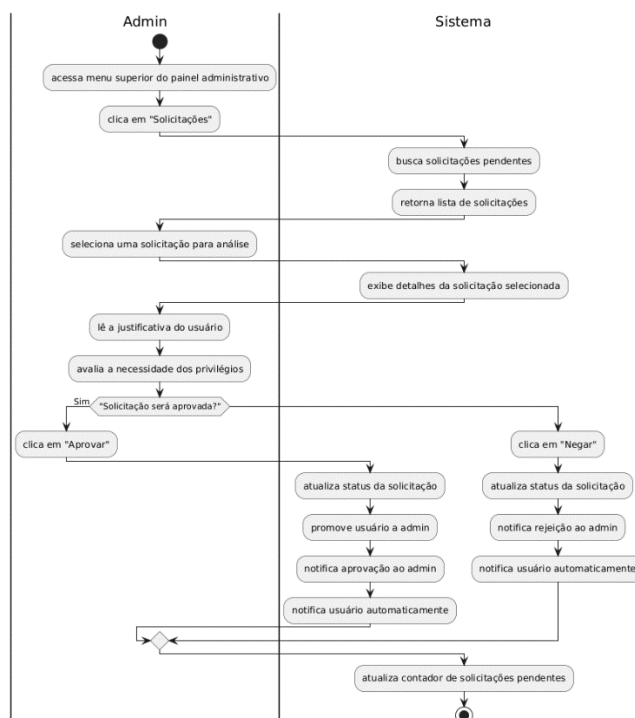 Admin
Sistema
acessa menu superior do painel administrativo
clica em "Solicitações"
busca solicitações pendentes
retorna lista de solicitações
seleciona uma solicitação para análise
exibe detalhes da solicitação selecionada
lê a justificativa do usuário
avalia a necessidade dos privilégios
Sim
"Solicitação será aprovada?"
clica em "Aprovar"
clica em "Negar"
atualiza status da solicitação
atualiza status da solicitação
promove usuário a admin
notifica rejeição ao admin
notifica aprovação ao admin
notifica usuário automaticamente
notifica usuário automaticamente
atualiza contador de solicitações pendentes